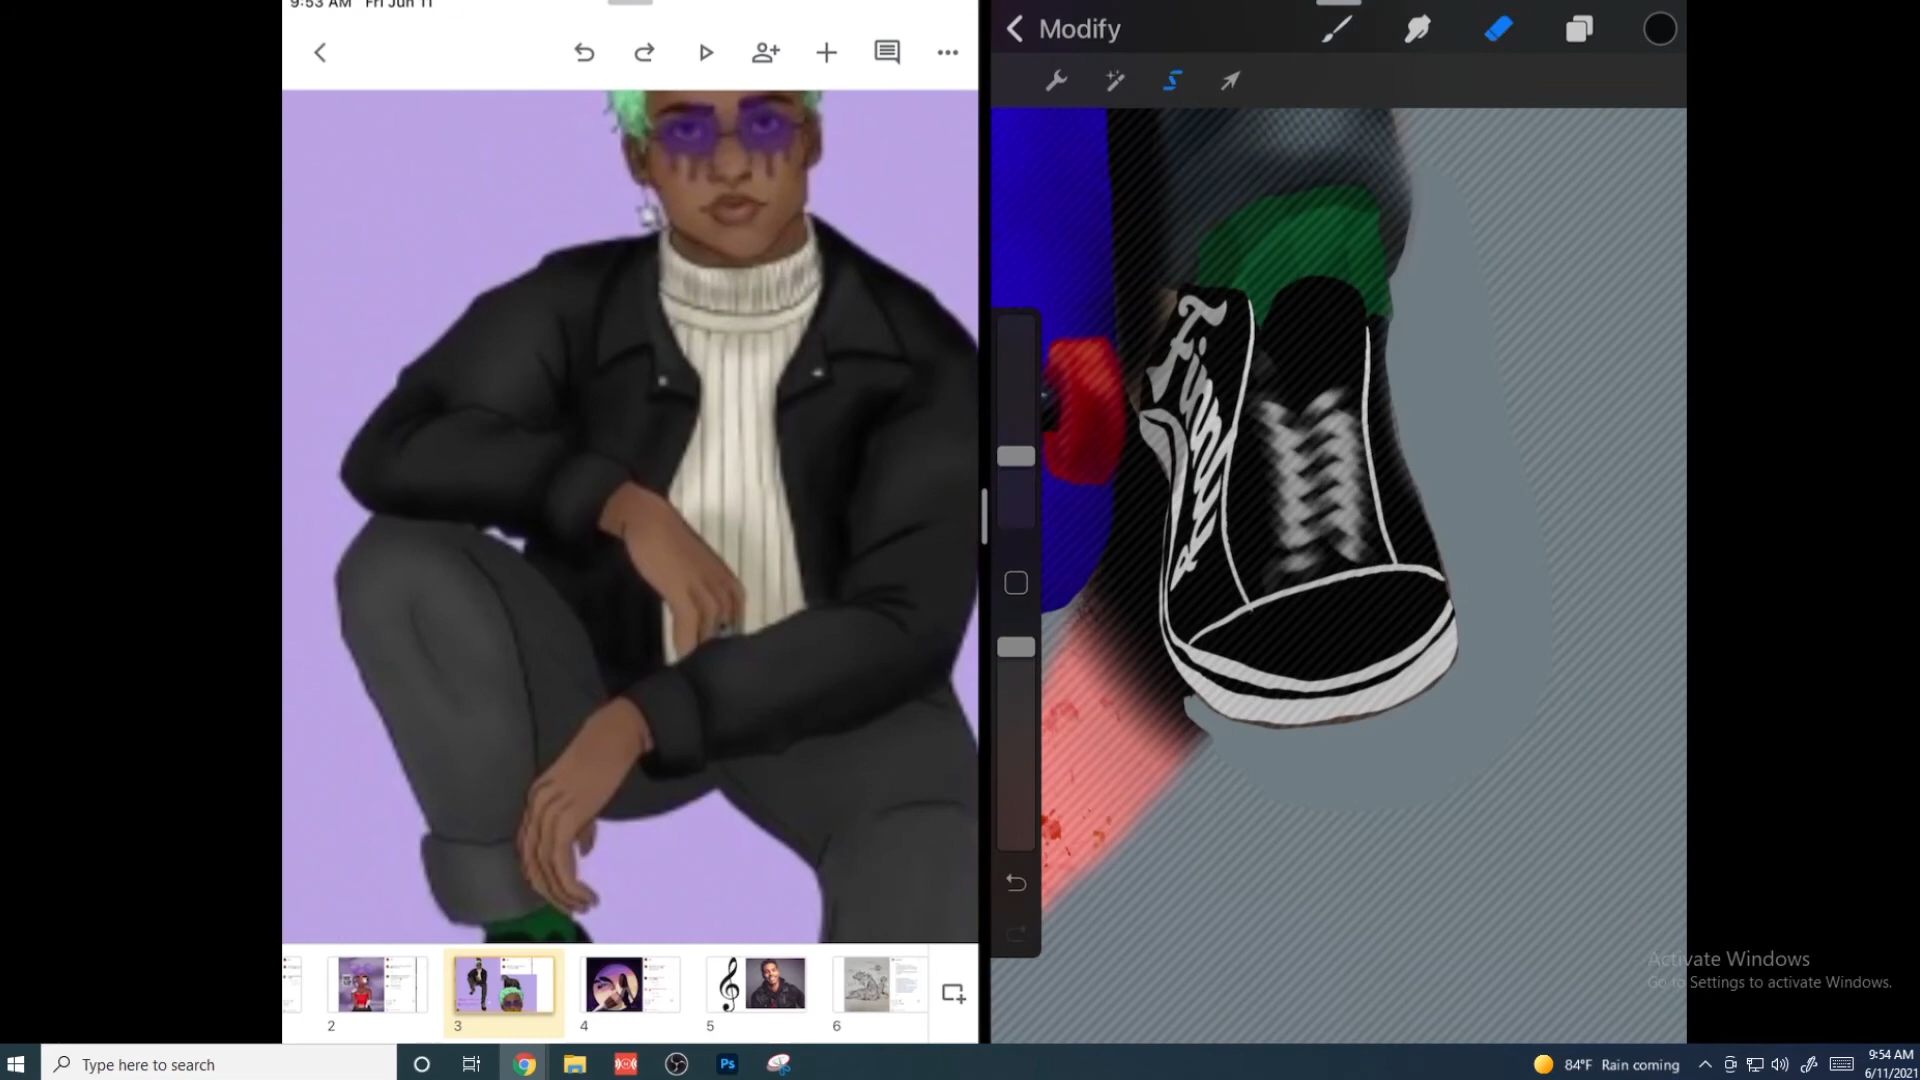 9:53 AM Fri Jun 11
Modify
2
3
4
5
6
Activate Windows
Go to Settings to activate Windows.
Type here to search
Ps
84°F Rain coming
9:54 AM
6/11/2021